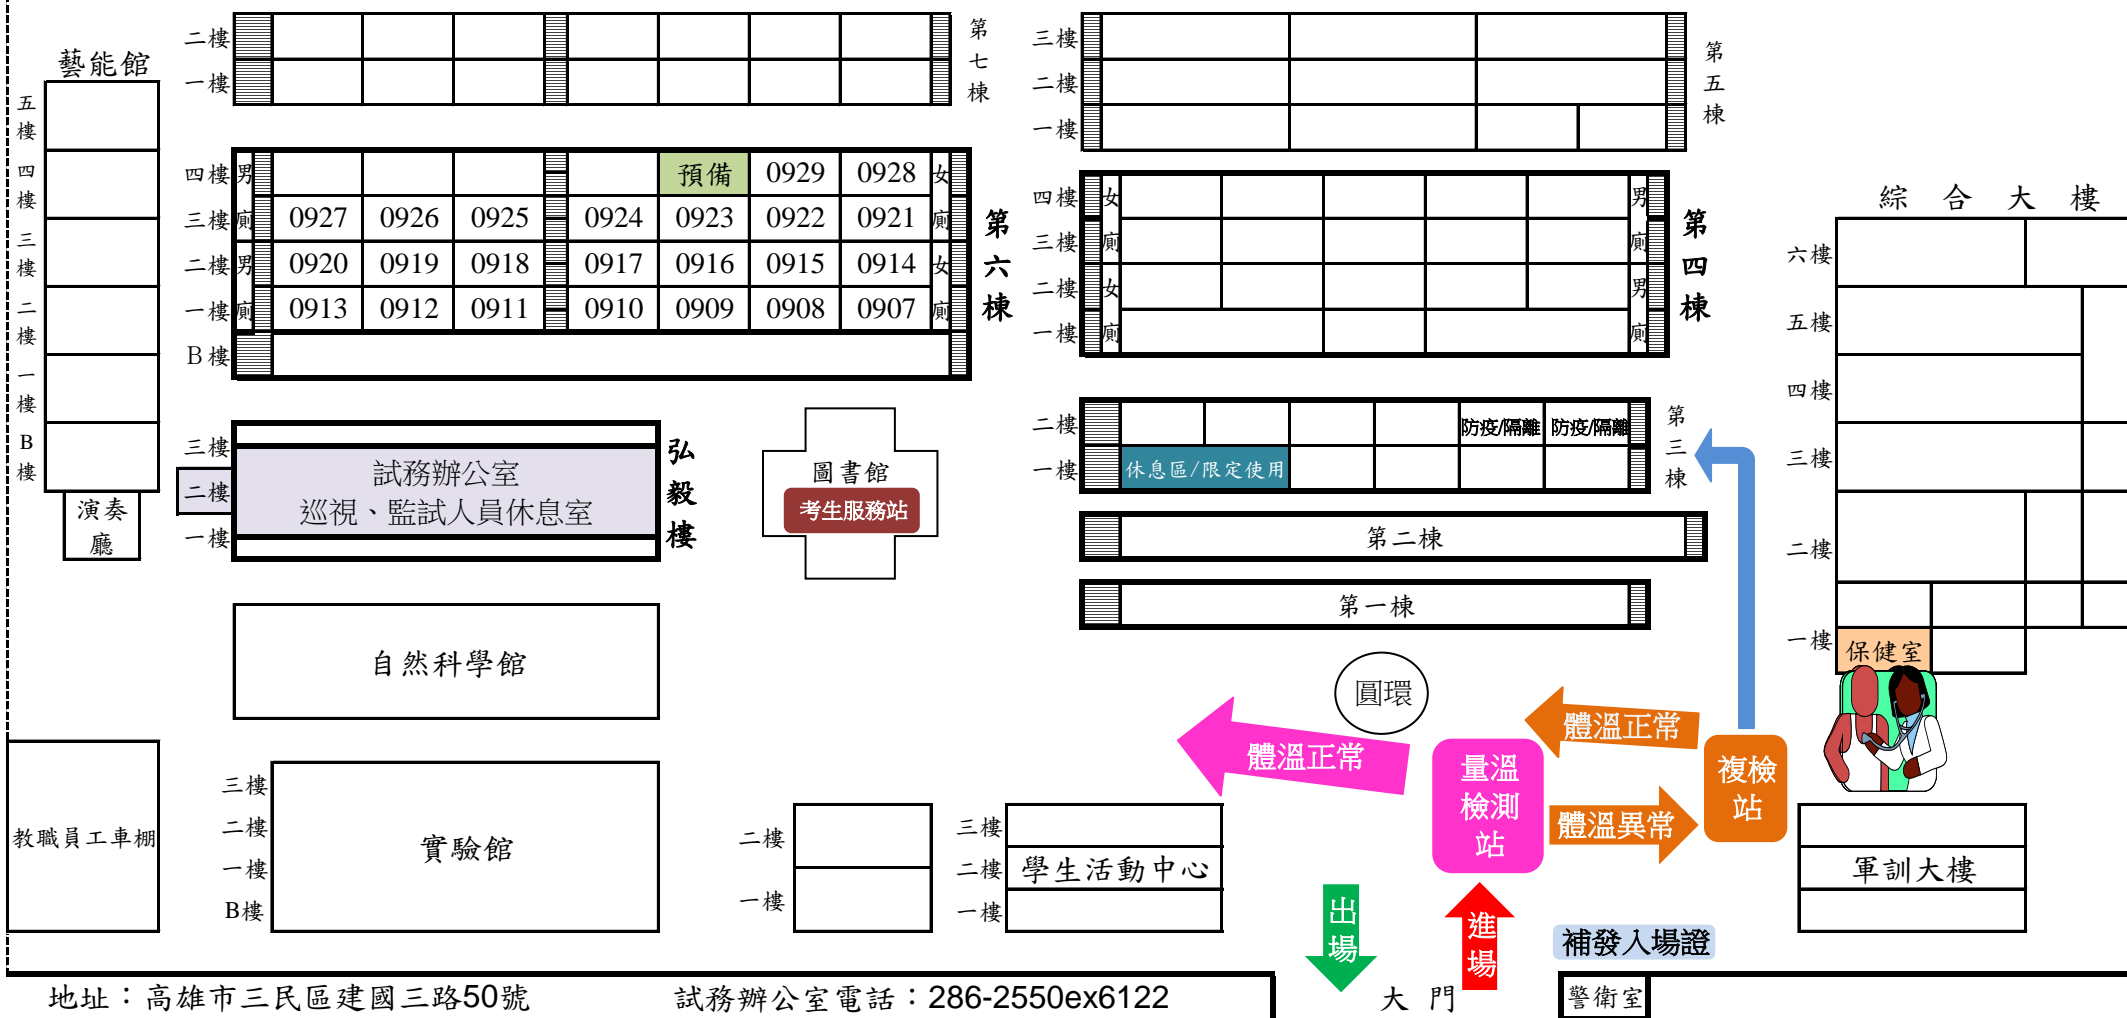 藝能館
五樓
四樓
三樓
二樓
一樓
B樓
演奏廳
二樓
一樓
第七棟
三樓
二樓
一樓
第五棟
四樓 男 預備 0929 0928 女
三樓 廁 0927 0926 0925 0924 0923 0922 0921 廁
二樓 男 0920 0919 0918 0917 0916 0915 0914 女
一樓 廁 0913 0912 0911 0910 0909 0908 0907 廁
B樓
第六棟
四樓 女 男
三樓 廁 廁
二樓 女 男
一樓 廁 廁
第四棟
綜合大樓
六樓
五樓
四樓
三樓
二樓
一樓 保健室
三樓
二樓
一樓
試務辦公室
巡視、監試人員休息室
弘毅樓
圖書館
考生服務站
二樓 防疫/隔離 防疫/隔離
一樓 休息區/限定使用
第三棟
第二棟
第一棟
自然科學館
圓環
體溫正常
體溫正常
量溫檢測站
體溫異常
複檢站
教職員工車棚
三樓
二樓
一樓
B樓
實驗館
二樓
一樓
三樓
二樓 學生活動中心
一樓
軍訓大樓
出場
進場
補發入場證
地址：高雄市三民區建國三路50號
試務辦公室電話：286-2550ex6122
大門
警衛室